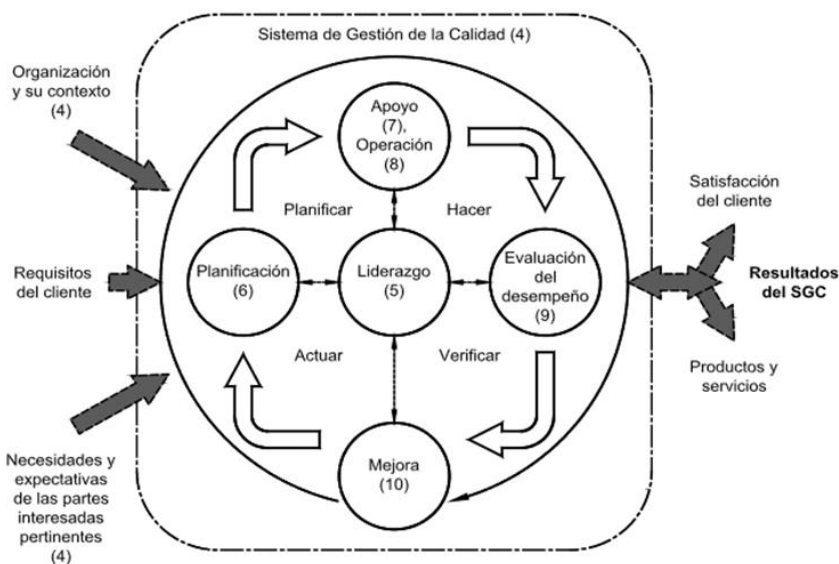 Sistema de Gestión de la Calidad (4)
Organización
y su contexto
(4)
Requisitos
del cliente
Necesidades y
expectativas
de las partes
interesadas
pertinentes
(4)
Apoyo
(7),
Operación
(8)
Planificar
Hacer
Planificación
(6)
Liderazgo
(5)
Evaluación
del
desempeño
(9)
Actuar
Verificar
Mejora
(10)
Satisfacción
del cliente
Resultados
del SGC
Productos y
servicios